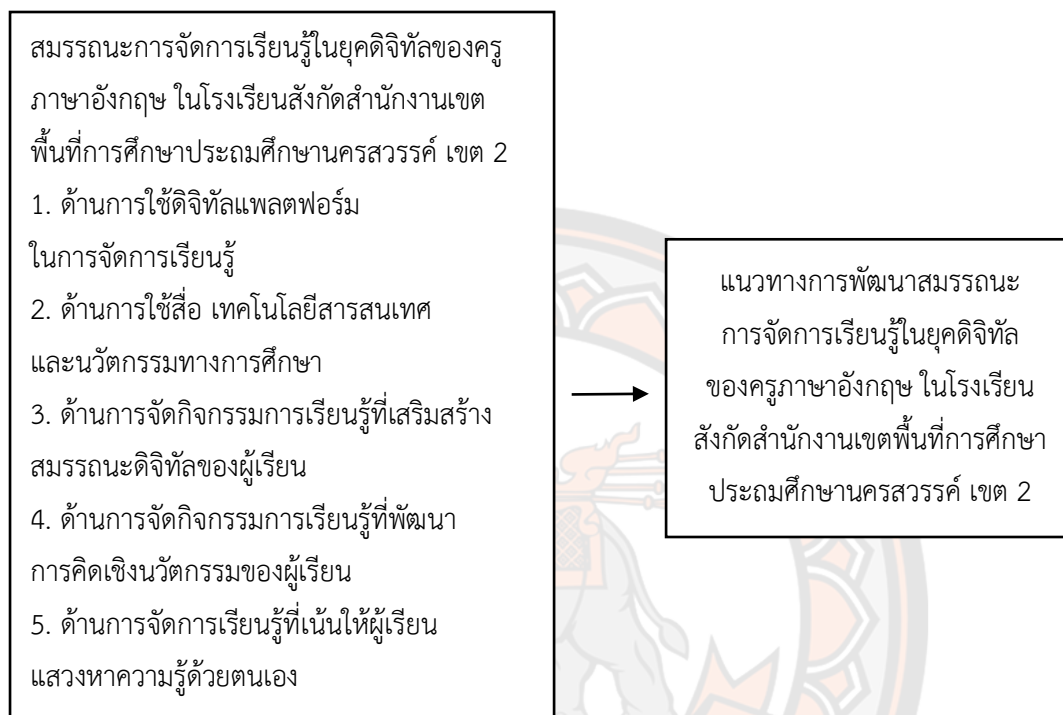 สมรรถนะการจัดการเรียนรู้ในยุคดิจิทัลของครู
ภาษาอังกฤษ ในโรงเรียนสังกัดสำนักงานเขต
พื้นที่การศึกษาประถมศึกษานครสวรรค์ เขต 2
1. ด้านการใช้ดิจิทัลแพลตฟอร์ม
ในการจัดการเรียนรู้
2. ด้านการใช้สื่อ เทคโนโลยีสารสนเทศ
และนวัตกรรมทางการศึกษา
3. ด้านการจัดกิจกรรมการเรียนรู้ที่เสริมสร้าง
สมรรถนะดิจิทัลของผู้เรียน
4. ด้านการจัดกิจกรรมการเรียนรู้ที่พัฒนา
การคิดเชิงนวัตกรรมของผู้เรียน
5. ด้านการจัดการเรียนรู้ที่เน้นให้ผู้เรียน
แสวงหาความรู้ด้วยตนเอง
แนวทางการพัฒนาสมรรถนะ
การจัดการเรียนรู้ในยุคดิจิทัล
ของครูภาษาอังกฤษ ในโรงเรียน
สังกัดสำนักงานเขตพื้นที่การศึกษา
ประถมศึกษานครสวรรค์ เขต 2